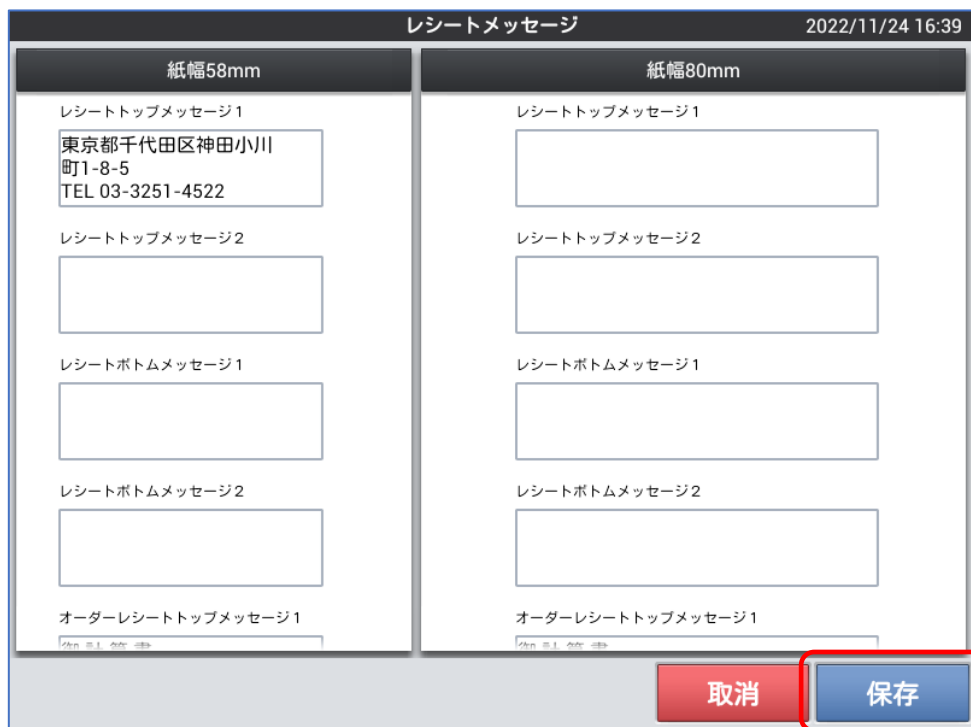 レシートメッセージ
2022/11/24 16:39
紙幅58mm
レシートトップメッセージ1
東京都千代田区神田小川
町1-8-5
TEL 03-3251-4522
レシートトップメッセージ2
レシートボトムメッセージ1
レシートボトムメッセージ2
オーダーレシートトップメッセージ1
御計算書
紙幅80mm
レシートトップメッセージ1
レシートトップメッセージ2
レシートボトムメッセージ1
レシートボトムメッセージ2
オーダーレシートトップメッセージ1
御計算書
取消
保存